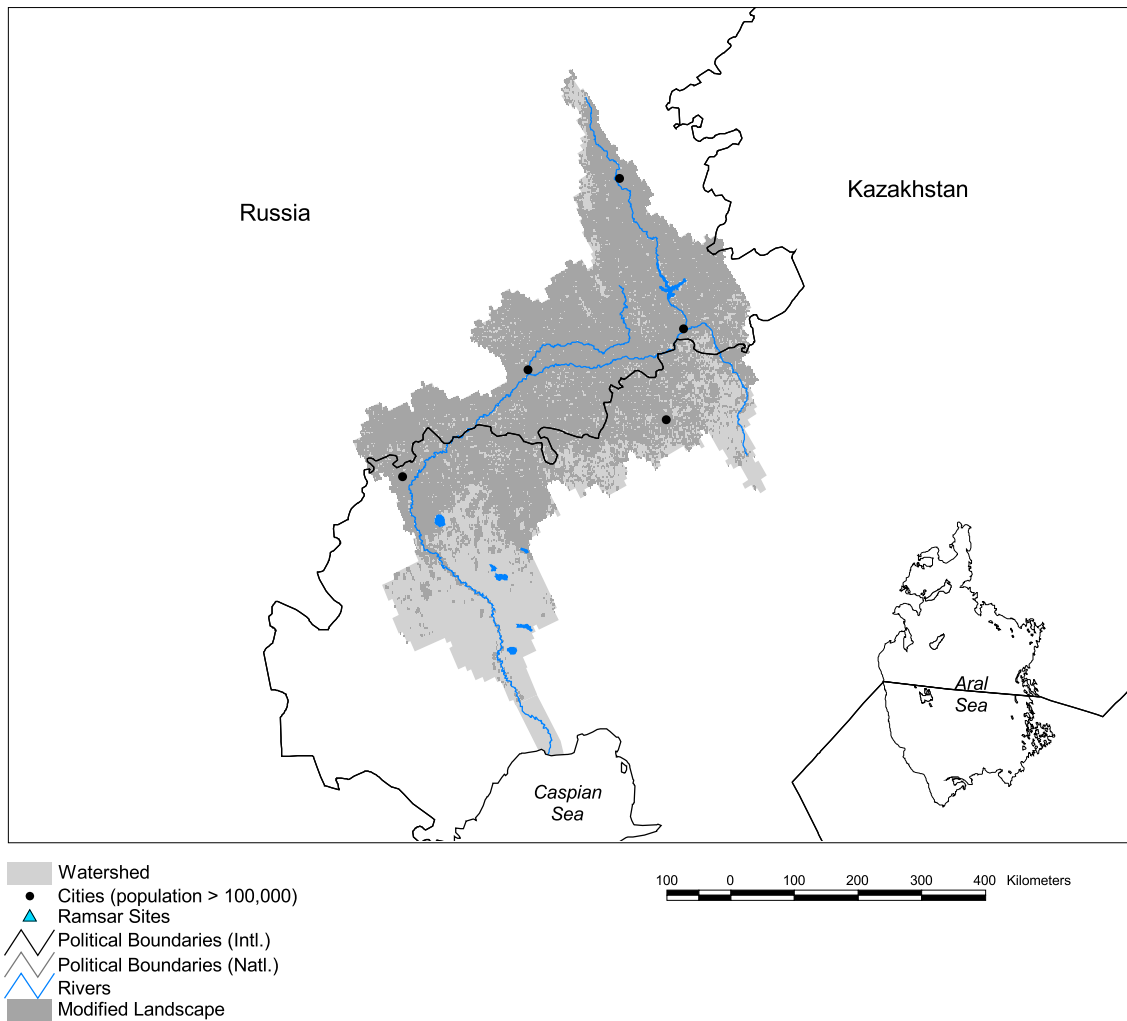 Kazakhstan
Russia
Aral
Sea
Caspian
Sea
Watershed
Cities (population > 100,000)
Ramsar Sites
Political Boundaries (Intl.)
Political Boundaries (Natl.)
Rivers
Modified Landscape
100 0 100 200 300 400 Kilometers